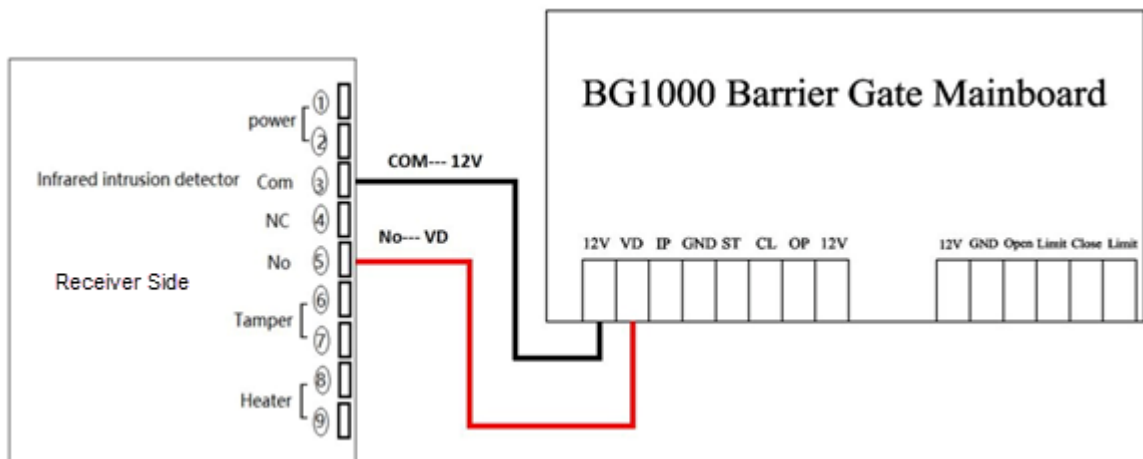 BG1000 Barrier Gate Mainboard
power
①
②
Infrared intrusion detector Com ③
COM--- 12V
NC ④
No ⑤
No--- VD
Receiver Side
Tamper
⑥
⑦
Heater
⑧
⑨
12V VD IP GND ST CL OP 12V
12V GND Open Limit Close Limit